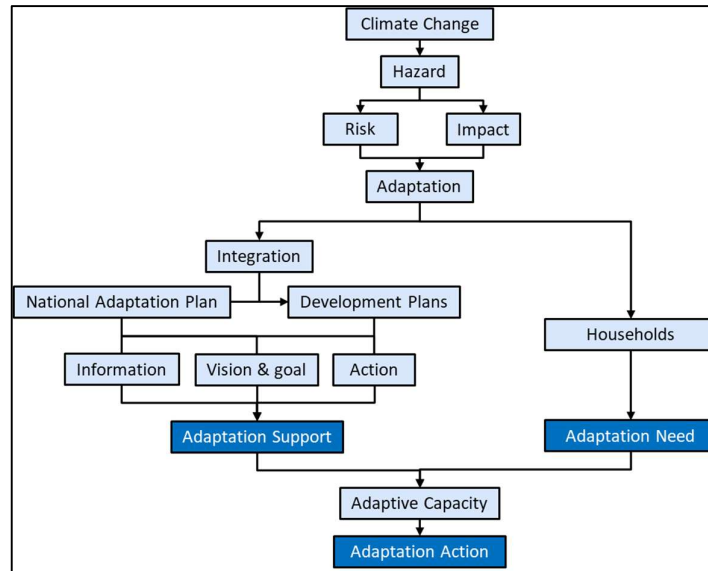 Climate Change
Hazard
Risk
Impact
Adaptation
Integration
National Adaptation Plan
Development Plans
Households
Information
Vision & goal
Action
Adaptation Support
Adaptation Need
Adaptive Capacity
Adaptation Action